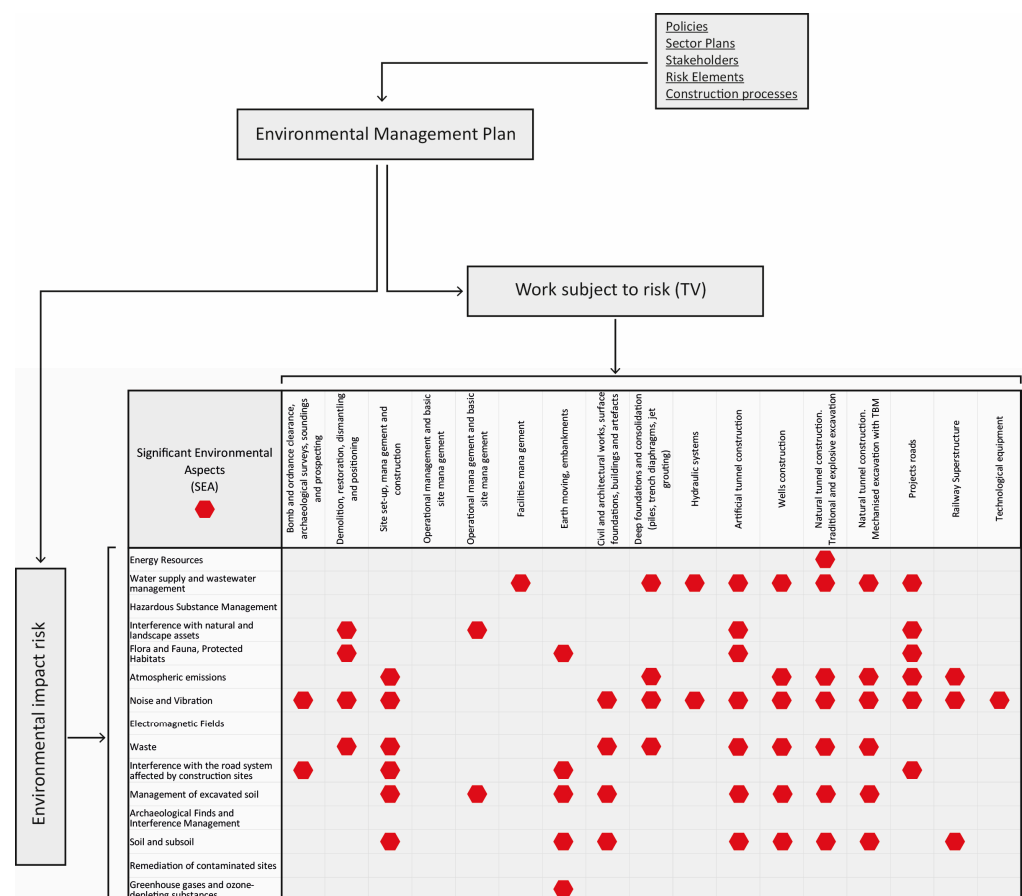 Policies
Sector Plans
Stakeholders
Risk Elements
Construction processes
Environmental Management Plan
Work subject to risk (TV)
Significant Environmental
Aspects
(SEA)
Bomb and ordnance clearance,
archaeological surveys, soundings
and prospecting
Demolition, restoration, dismantling
and positioning
Site set-up, mana gement and
construction
Operational management and basic
site mana gement
Operational mana gement and basic
site mana gement
Facilities mana gement
Earth moving, embankments
Civil and architectural works, surface
foundations, buildings and artefacts
Deep foundations and consolidation
(piles, trench diaphragms, jet
grouting)
Hydraulic systems
Artificial tunnel construction
Wells construction
Natural tunnel construction.
Traditional and explosive excavation
Natural tunnel construction.
Mechanised excavation with TBM
Projects roads
Railway Superstructure
Technological equipment
Environmental impact risk
Energy Resources
Water supply and wastewater
management
Hazardous Substance Management
Interference with natural and
landscape assets
Flora and Fauna, Protected
Habitats
Atmospheric emissions
Noise and Vibration
Electromagnetic Fields
Waste
Interference with the road system
affected by construction sites
Management of excavated soil
Archaeological Finds and
Interference Management
Soil and subsoil
Remediation of contaminated sites
Greenhouse gases and ozone-
depleting substances